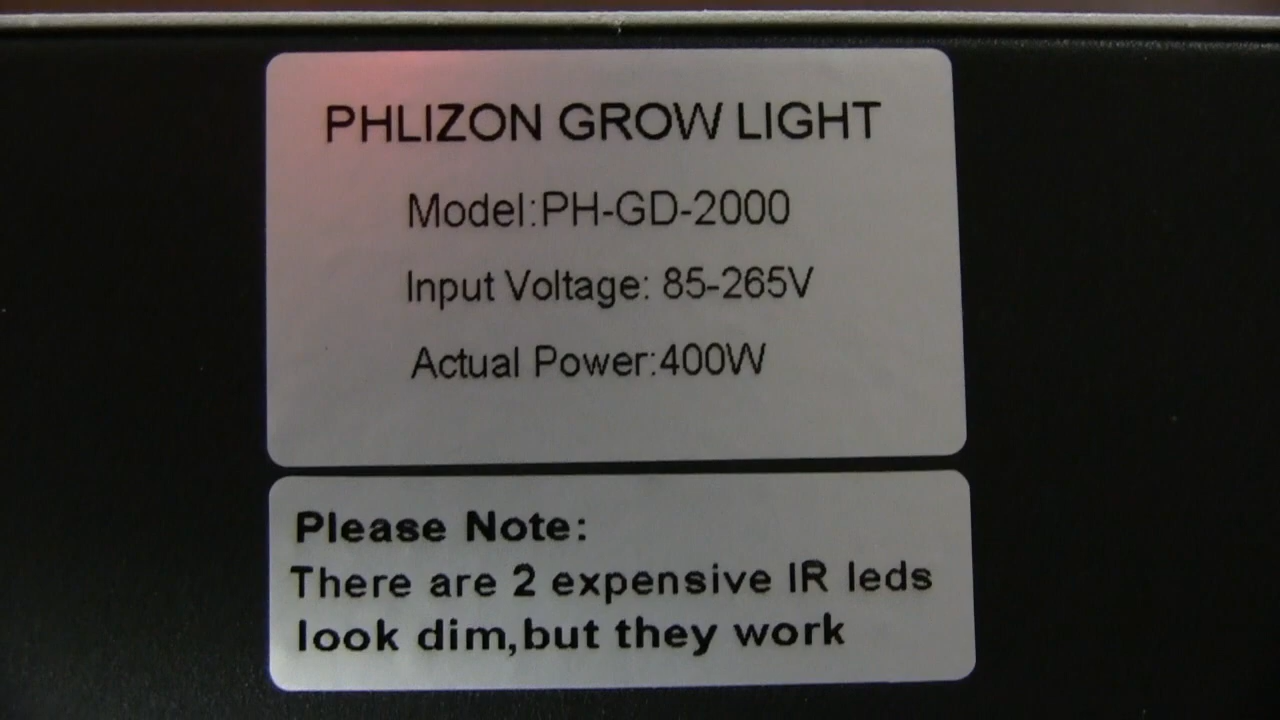 PHLIZON GROW LIGHT
Model:PH-GD-2000
Input Voltage: 85-265V
Actual Power:400W
Please Note:
There are 2 expensive IR leds
look dim,but they work